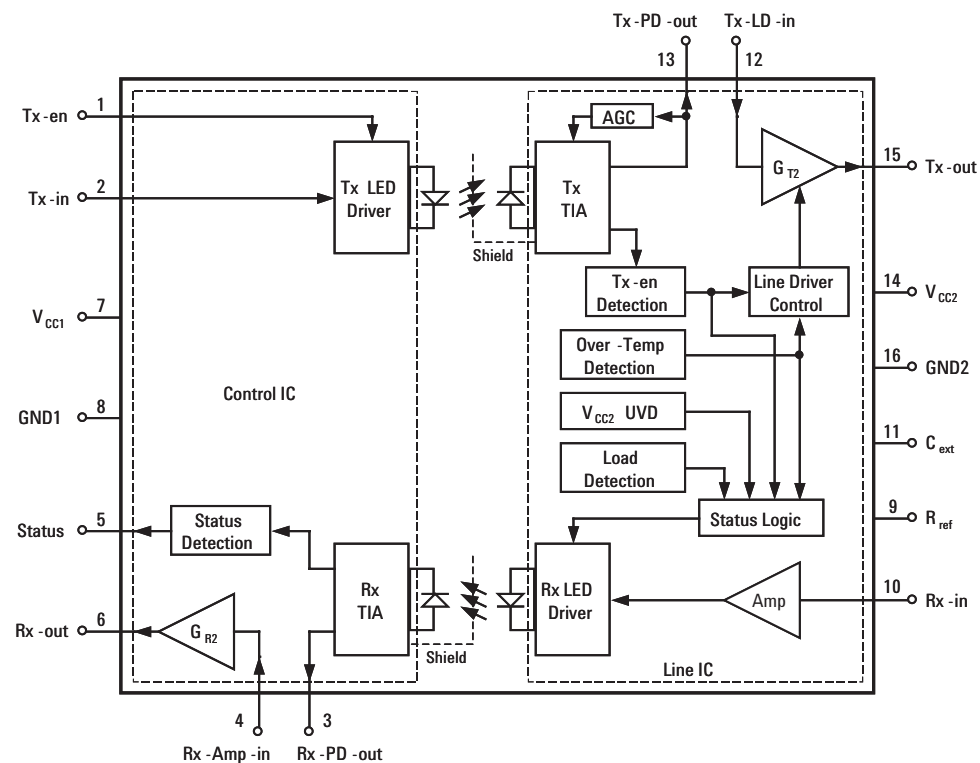 Tx-PD-out
Tx-LD-in
13
12
Tx-en
1
AGC
Tx-in
2
Tx LED
Driver
Tx
TIA
G T2
15
Tx-out
Shield
Tx-en
Detection
Line Driver
Control
14
V CC2
V CC1
7
Over -Temp
Detection
16
GND2
Control IC
GND1
8
V CC2 UVD
11
C ext
Load
Detection
Status
5
Status
Detection
Status Logic
9
R ref
Rx
TIA
Rx LED
Driver
Amp
10
Rx-in
Rx-out
6
G R2
Shield
Line IC
4
3
Rx -Amp -in
Rx -PD -out